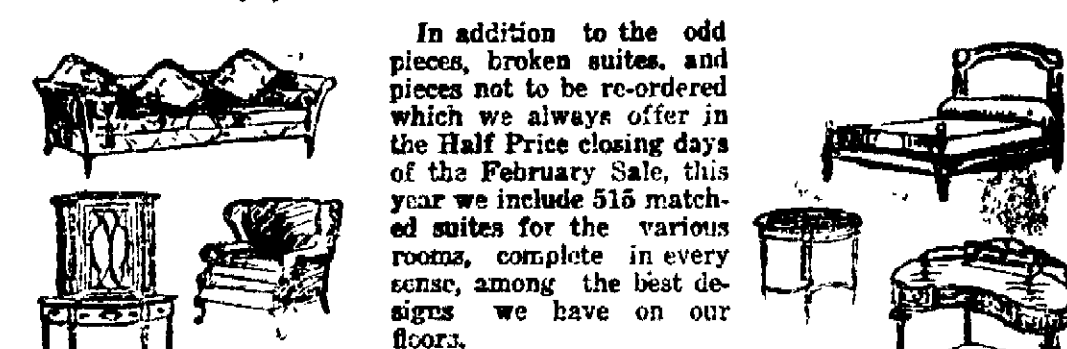 In addition to the odd
pieces, broken suites, and
pieces not to be re-ordered
which we always offer in
the Half Price closing days
of the February Sale, this
year we include 515 match-
ed suites for the various
rooms, complete in every
sense, among the best de-
signs we have on our
floors.